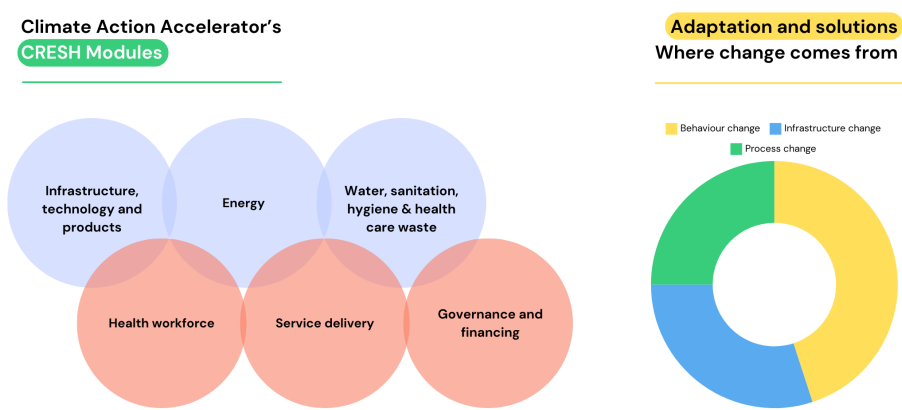 Climate Action Accelerator’s
CRESH Modules
Infrastructure,
technology and
products
Energy
Water, sanitation,
hygiene & health
care waste
Health workforce
Service delivery
Governance and
financing
Adaptation and solutions
Where change comes from
Behaviour change
Infrastructure change
Process change